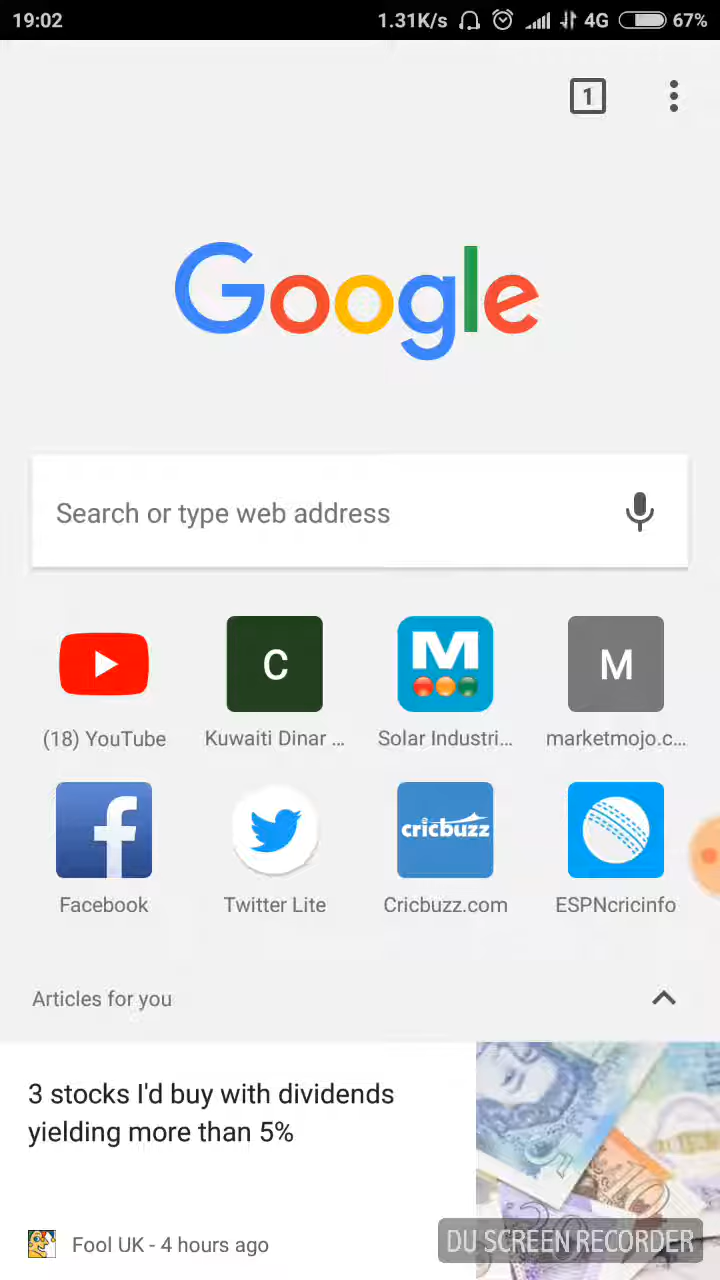 19:02 1.31K/s 4G 67%
1
Google
Search or type web address
C M M
(18) YouTube Kuwaiti Dinar ... Solar Industri... marketmojo.c...
f cricbuzz
Facebook Twitter Lite Cricbuzz.com ESPNcricinfo
Articles for you
3 stocks I'd buy with dividends
yielding more than 5%
Fool UK - 4 hours ago
DU SCREEN RECORDER